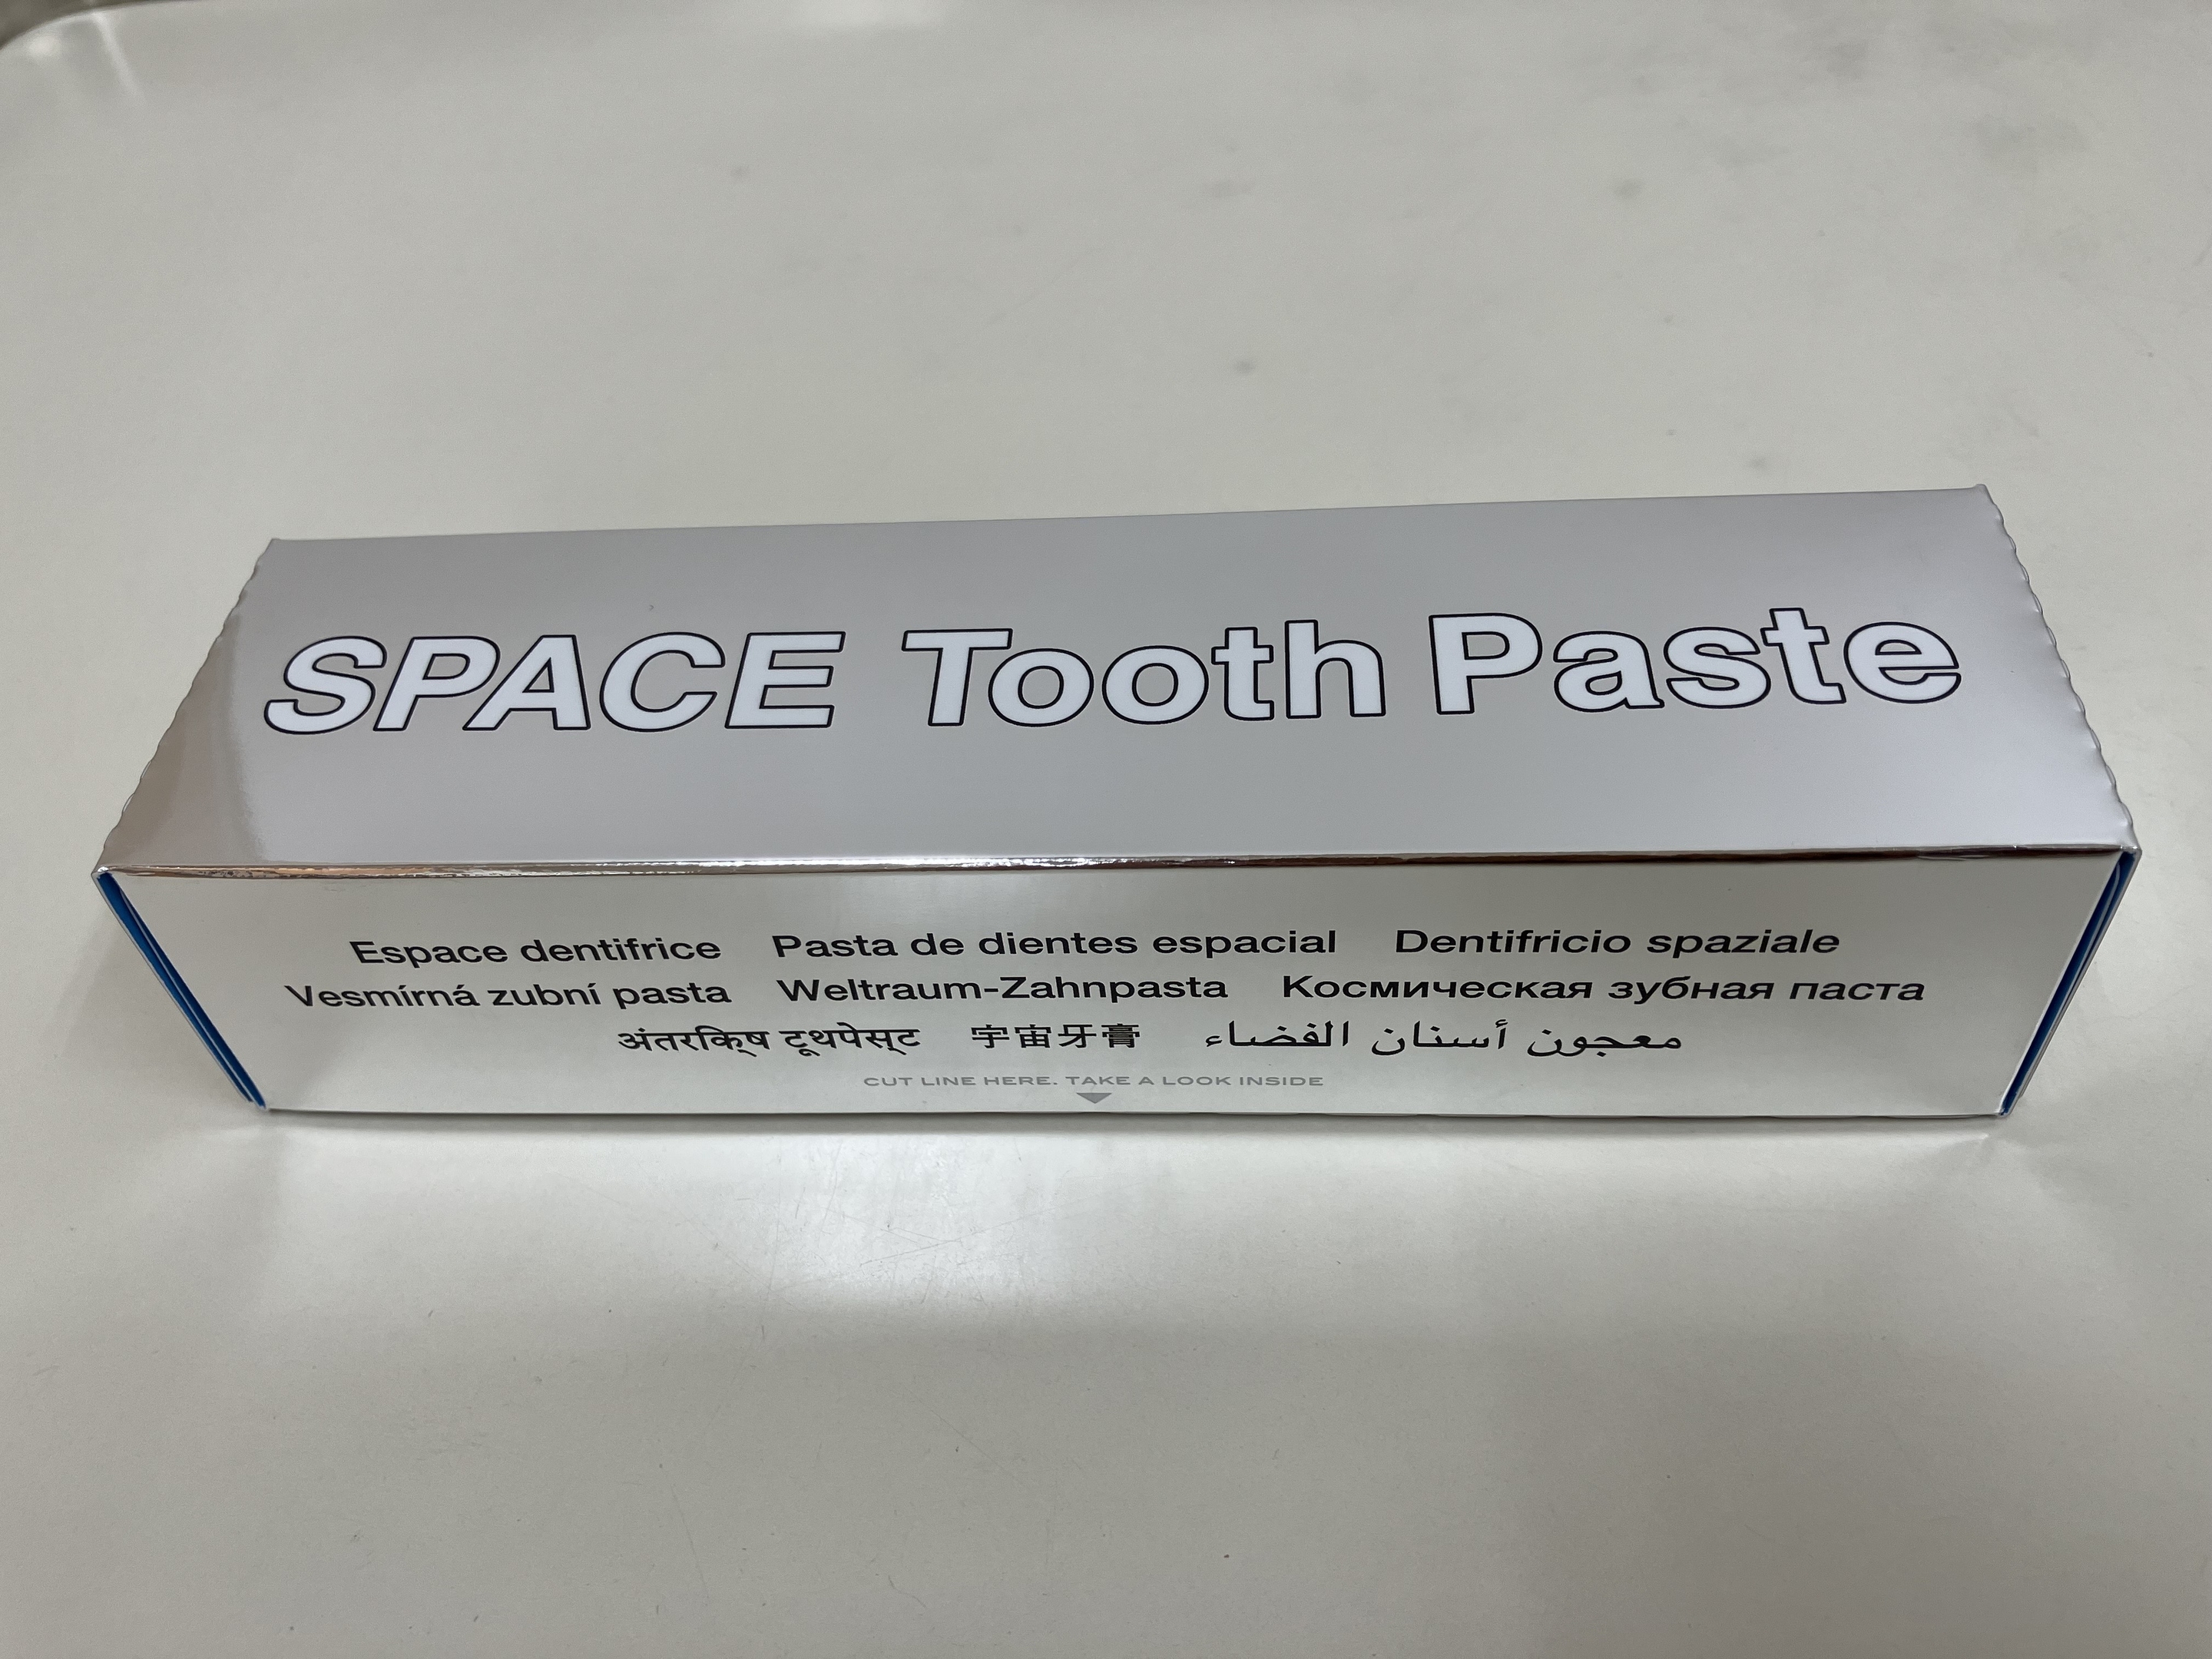 SPACE Tooth Paste
Espace dentifrice Pasta de dientes espacial Dentifricio spaziale
Vesmírná zubní pasta Weltraum-Zahnpasta Космическая зубная паста
अंतरक्षि टूथपेस्ट 宇宙牙膏 معجون أسنان الفضاء
CUT LINE HERE. TAKE A LOOK INSIDE